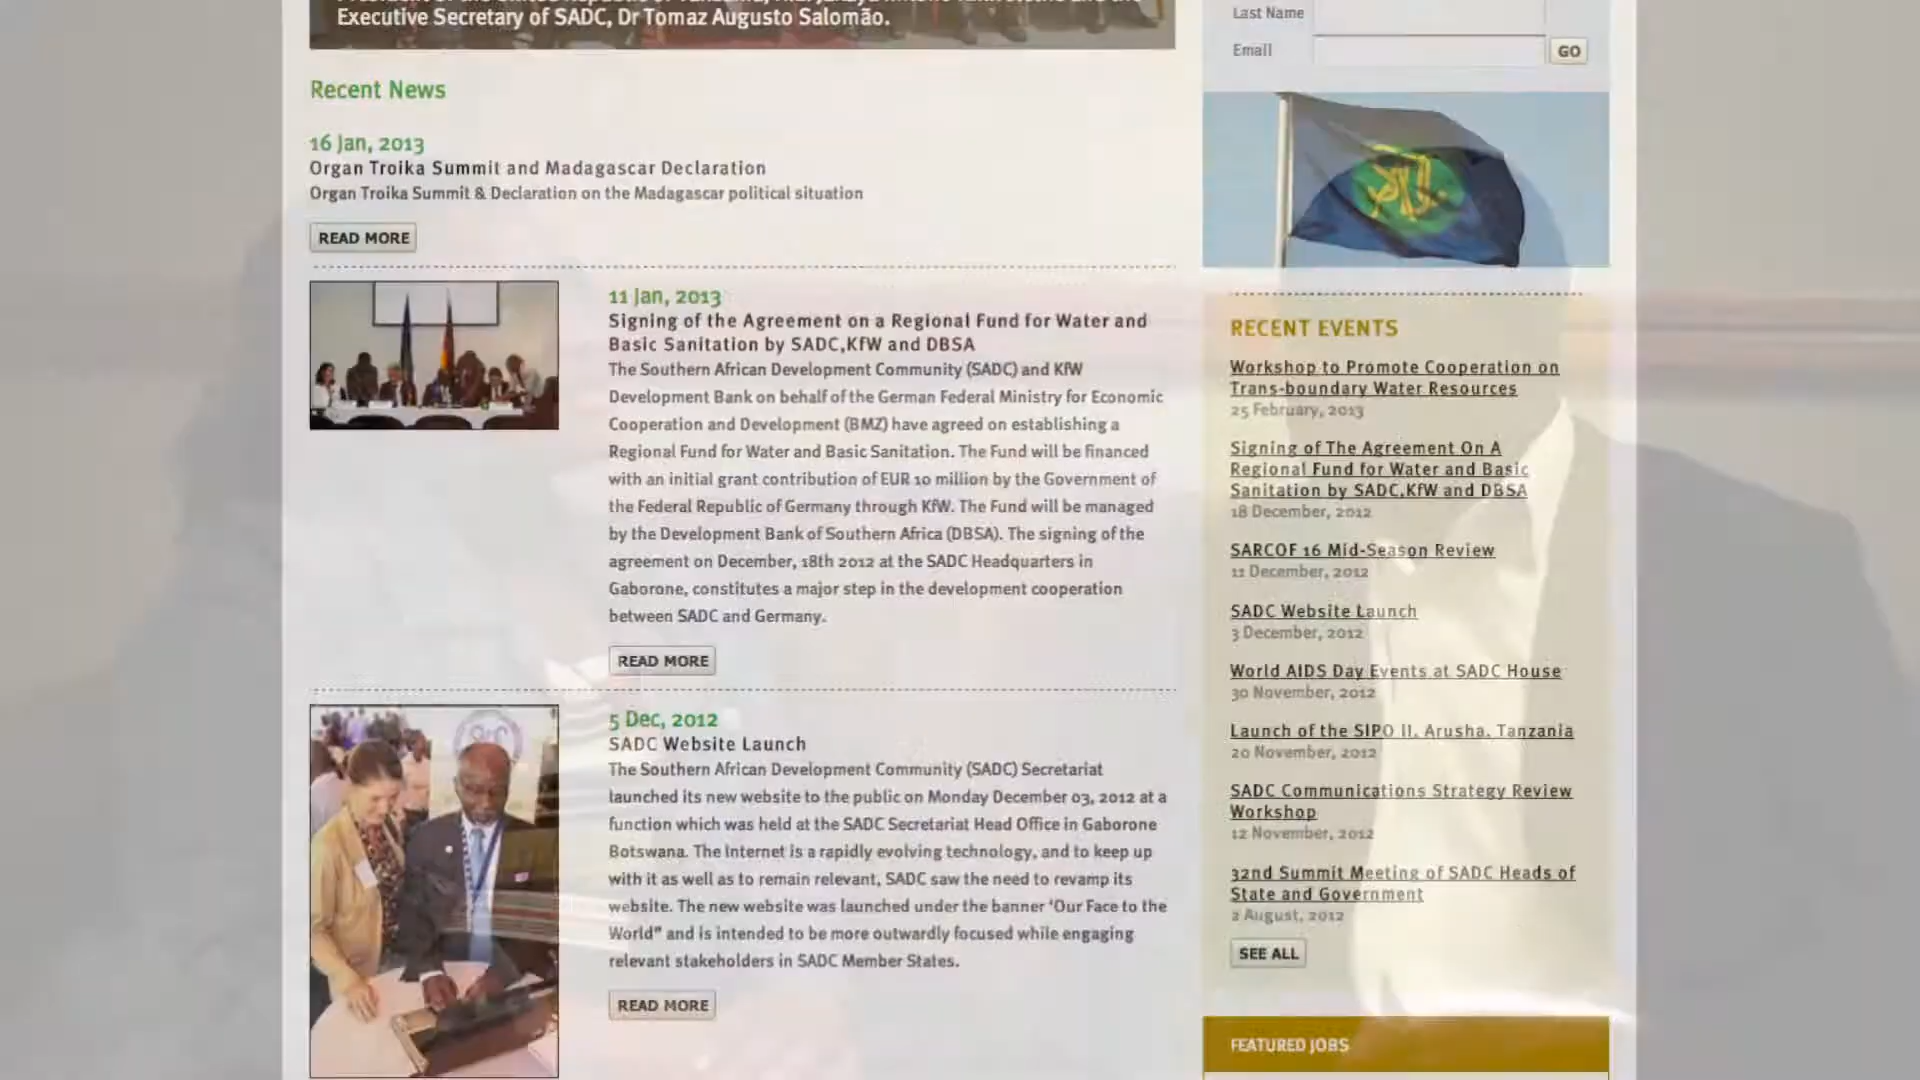 Executive Secretary of SADC, Dr Tomaz Augusto Salomão.
Last Name
Email
GO
Recent News
16 Jan, 2013
Organ Troika Summit and Madagascar Declaration
Organ Troika Summit & Declaration on the Madagascar political situation
READ MORE
11 Jan, 2013
Signing of the Agreement on a Regional Fund for Water and
Basic Sanitation by SADC,KfW and DBSA
The Southern African Development Community (SADC) and KfW
Development Bank on behalf of the German Federal Ministry for Economic
Cooperation and Development (BMZ) have agreed on establishing a
Regional Fund for Water and Basic Sanitation. The Fund will be financed
with an initial grant contribution of EUR 10 million by the Government of
the Federal Republic of Germany through KfW. The Fund will be managed
by the Development Bank of Southern Africa (DBSA). The signing of the
agreement on December, 18th 2012 at the SADC Headquarters in
Gaborone, constitutes a major step in the development cooperation
between SADC and Germany.
READ MORE
5 Dec, 2012
SADC Website Launch
The Southern African Development Community (SADC) Secretariat
launched its new website to the public on Monday December 03, 2012 at a
function which was held at the SADC Secretariat Head Office in Gaborone
Botswana. The Internet is a rapidly evolving technology, and to keep up
with it as well as to remain relevant, SADC saw the need to revamp its
website. The new website was launched under the banner ‘Our Face to the
World” and is intended to be more outwardly focused while engaging
relevant stakeholders in SADC Member States.
READ MORE
RECENT EVENTS
Workshop to Promote Cooperation on
Trans-boundary Water Resources
25 February, 2013
Signing of The Agreement On A
Regional Fund for Water and Basic
Sanitation by SADC,KfW and DBSA
18 December, 2012
SARCOF 16 Mid-Season Review
11 December, 2012
SADC Website Launch
3 December, 2012
World AIDS Day Events at SADC House
30 November, 2012
Launch of the SIPO II, Arusha, Tanzania
20 November, 2012
SADC Communications Strategy Review
Workshop
12 November, 2012
32nd Summit Meeting of SADC Heads of
State and Government
2 August, 2012
SEE ALL
FEATURED JOBS